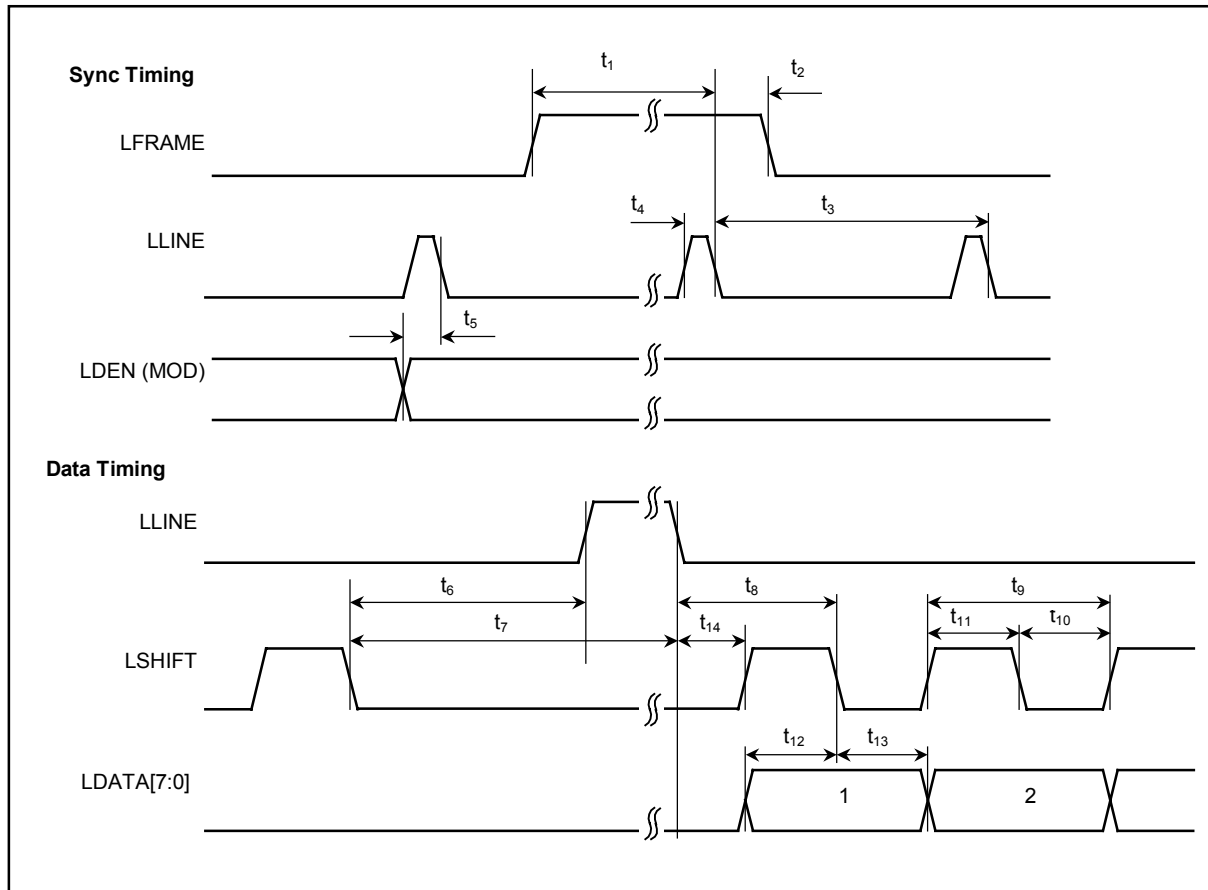 Sync Timing
t1
t2
LFRAME
t4
t3
LLINE
t5
LDEN (MOD)
Data Timing
LLINE
t6
t8
t9
t7
t14
t11
t10
LSHIFT
t12
t13
LDATA[7:0]
1
2